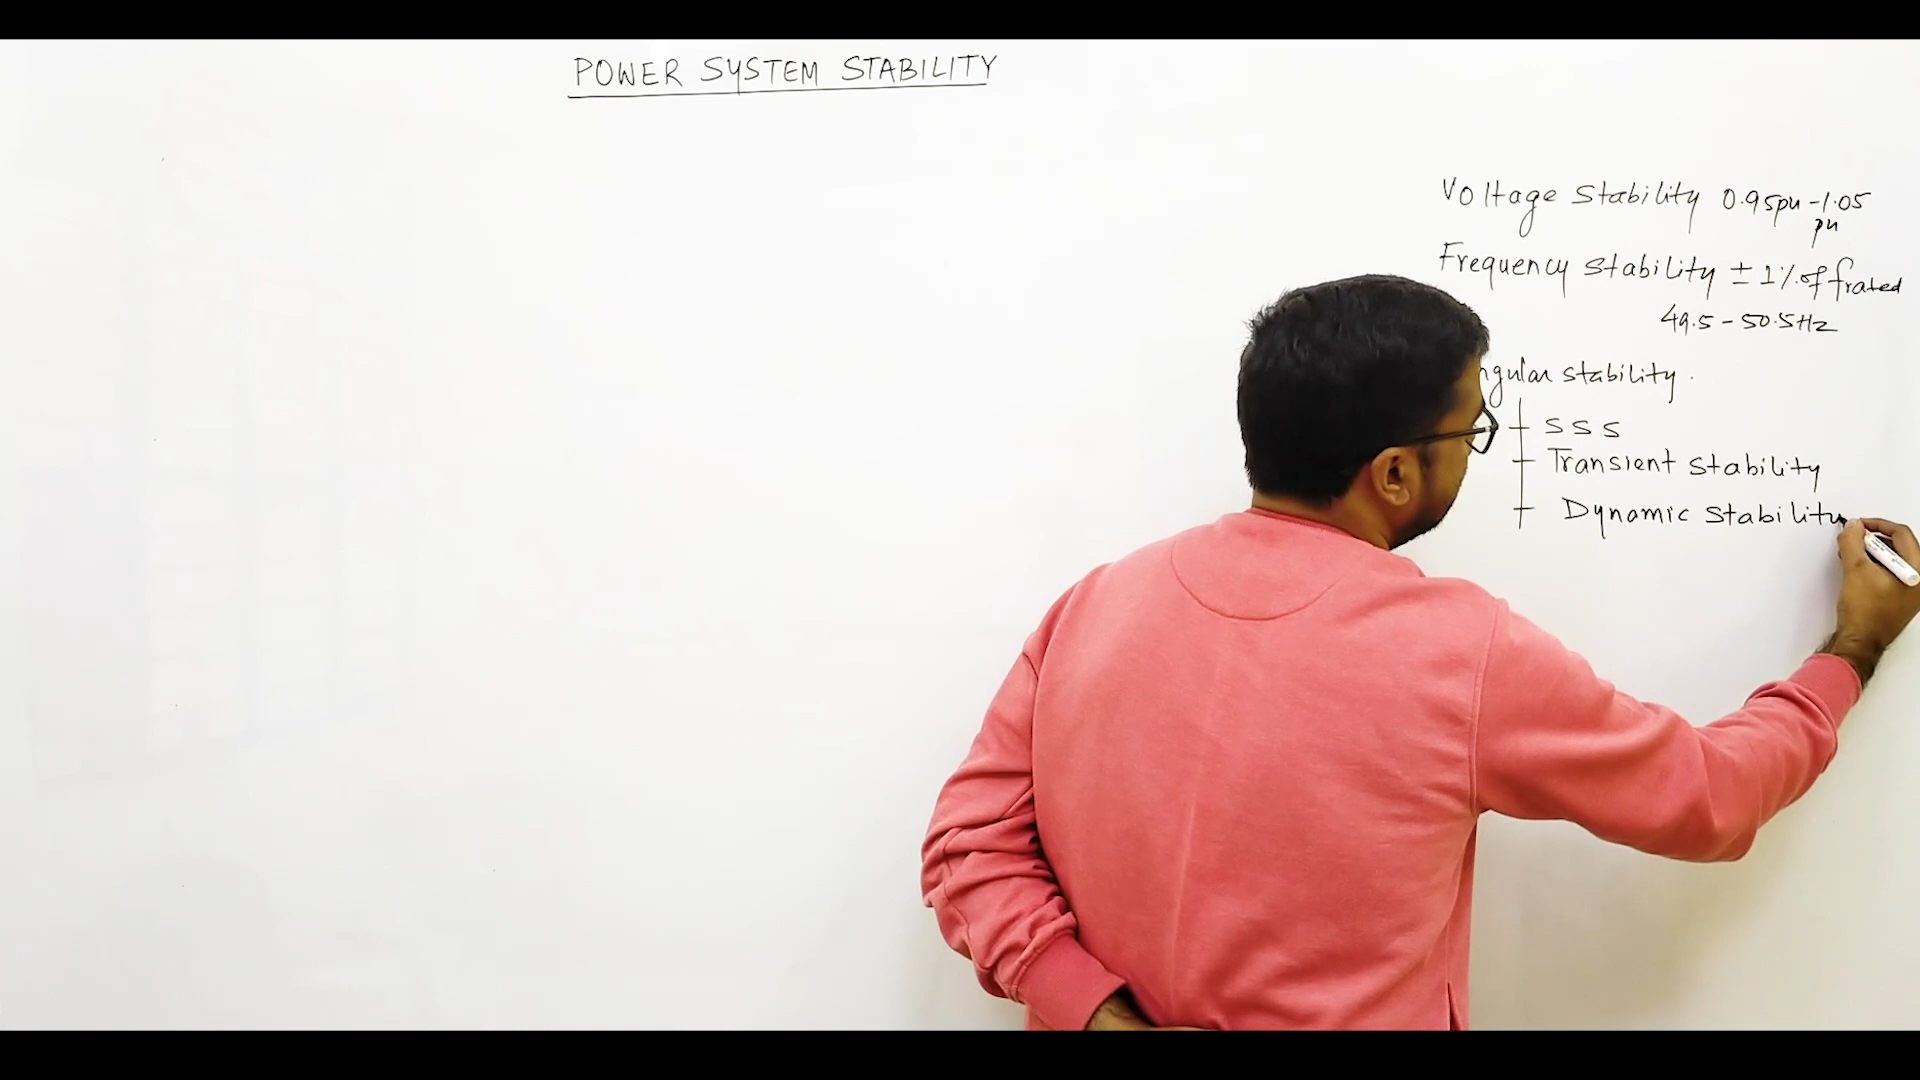 POWER SYSTEM STABILITY
Voltage Stability 0.95pu-1.05
pu
Frequency Stability ± 1% of frated
49.5-50.5Hz
ngular stability.
SSS
Transient stability
Dynamic stability